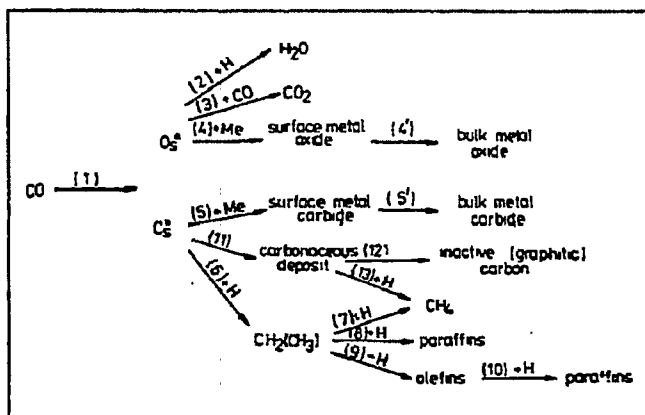 H2O
(2)+H
(3)+CO CO2
Os* (4)+Me surface metal oxide (4') bulk metal oxide
CO (1)
Cs* (5)+Me surface metal carbide (5') bulk metal carbide
(11) carbonaceous deposit (12) inactive (graphitic) carbon
(13)+H
(6)+H CH4
(7)+H
CH2(CH3) (8)+H paraffins
(9)-H olefins (10)+H paraffins